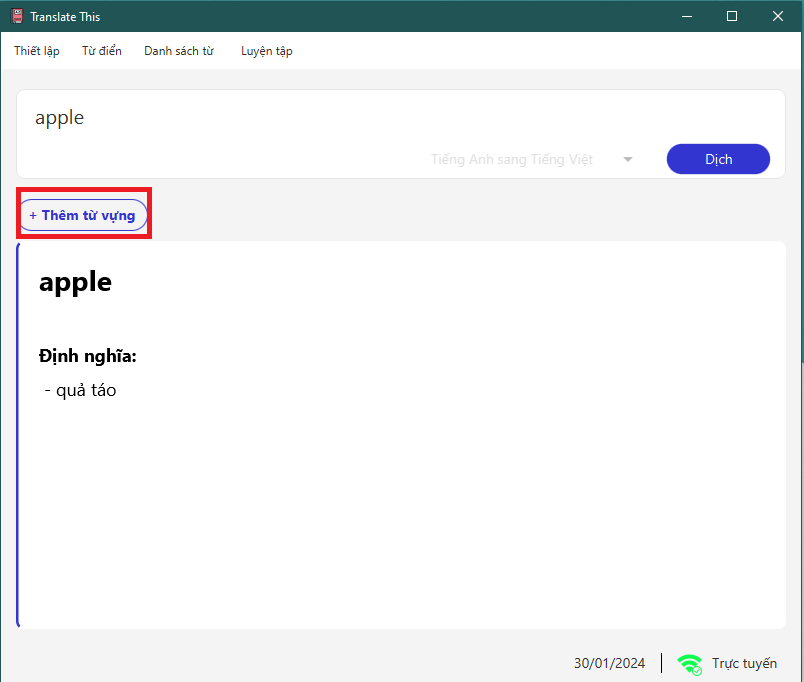 Translate This
Thiết lập Từ điển Danh sách từ Luyện tập
apple
Tiếng Anh sang Tiếng Việt Dịch
+ Thêm từ vựng
apple
Định nghĩa:
- quả táo
30/01/2024 Trực tuyến